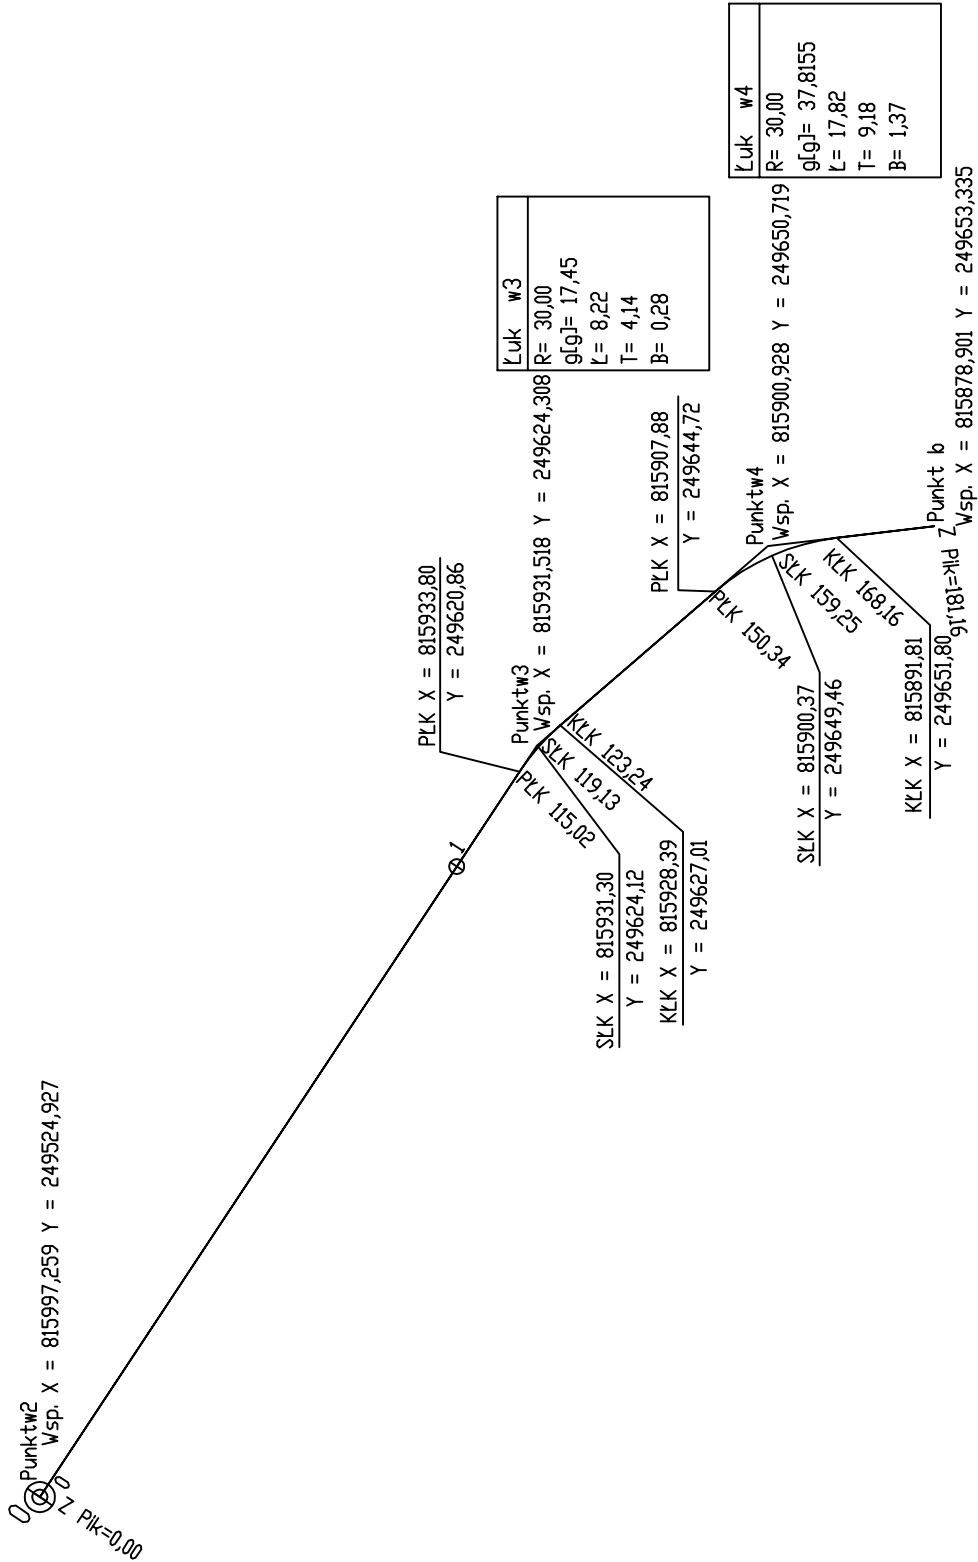 0
Punktw2
Wsp. X = 815997,259 Y = 249524,927
0
Z Pik=0,00
1
PŁK X = 815933,80
Y = 249620,86
Punktw3
Wsp. X = 815931,518 Y = 249624,308
PŁK 115,02
SŁK 119,13
KŁK 123,24
SŁK X = 815931,30
Y = 249624,12
KŁK X = 815928,39
Y = 249627,01
Łuk w3
R= 30,00
g[g]= 17,45
Ł= 8,22
T= 4,14
B= 0,28
PŁK X = 815907,88
Y = 249644,72
Punktw4
Wsp. X = 815900,928 Y = 249650,719
PŁK 150,34
SŁK 159,25
KŁK 168,16
SŁK X = 815900,37
Y = 249649,46
KŁK X = 815891,81
Y = 249651,80
Łuk w4
R= 30,00
g[g]= 37,8155
Ł= 17,82
T= 9,18
B= 1,37
Punkt b
Wsp. X = 815878,901 Y = 249653,335
Z Pik=181,16